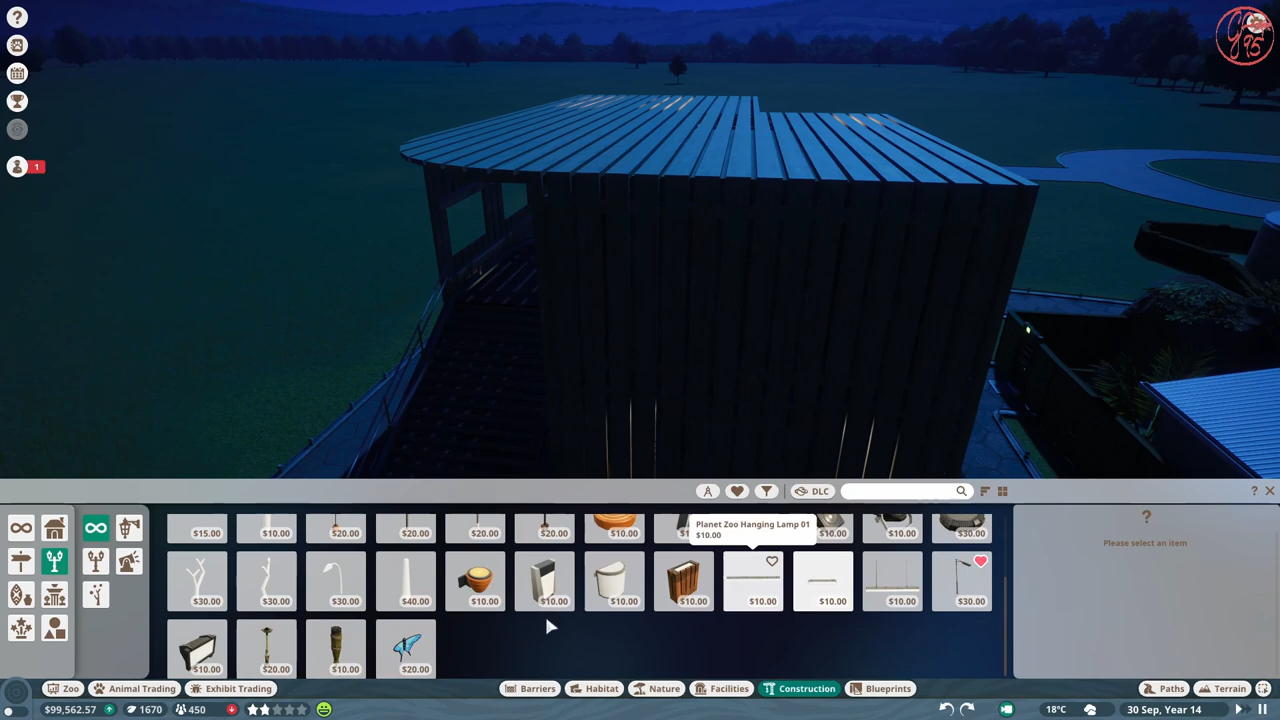 ?
1
G
95
DLC
?
$15.00 $10.00 $20.00 $20.00 $20.00 $20.00 $10.00 $10.00 $30.00
Planet Zoo Hanging Lamp 01
$10.00
$30.00 $10.00 $30.00 $40.00 $10.00 $10.00 $10.00 $10.00 $10.00 $10.00 $10.00 $30.00
$10.00 $20.00 $10.00 $20.00
?
Please select an item
Zoo Animal Trading Exhibit Trading Barriers Habitat Nature Facilities Construction Blueprints Paths Terrain
$99,562.57 1670 450 18°C 30 Sep, Year 14